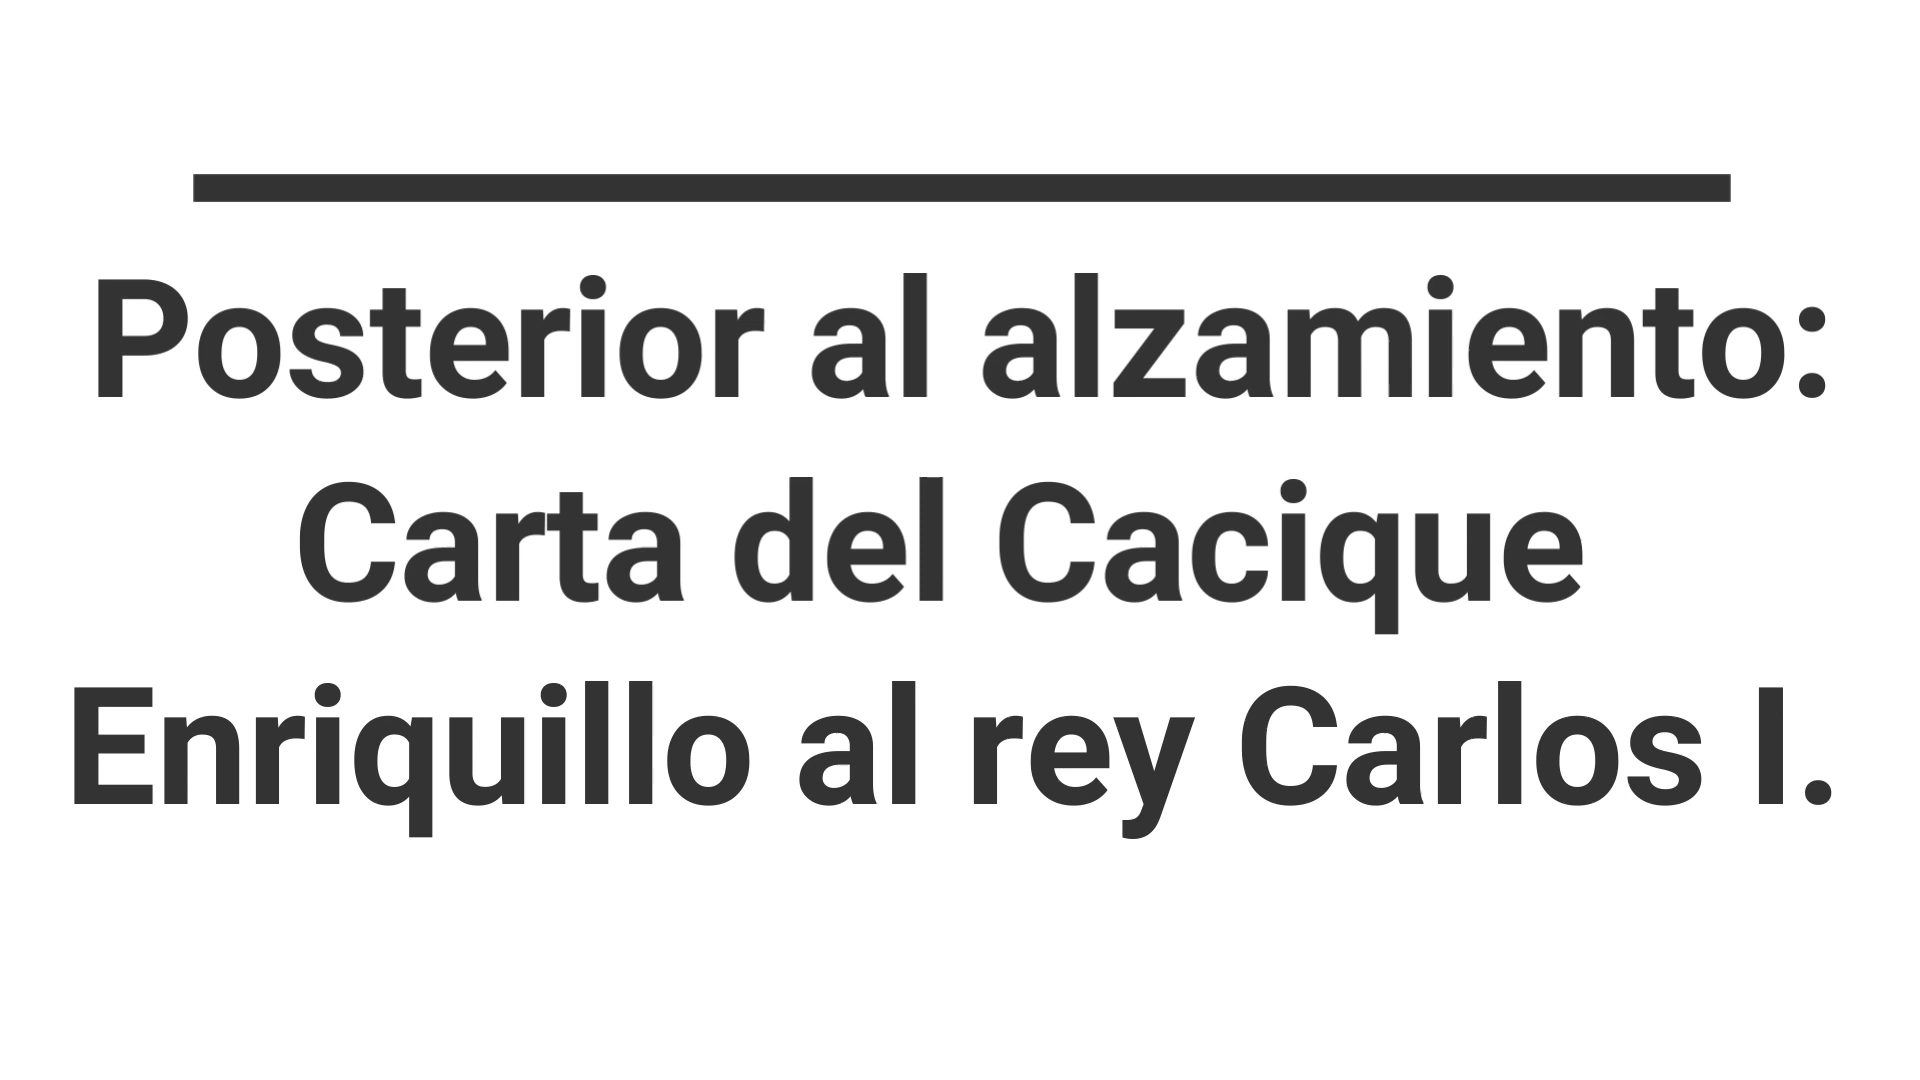 Posterior al alzamiento:
Carta del Cacique
Enriquillo al rey Carlos I.